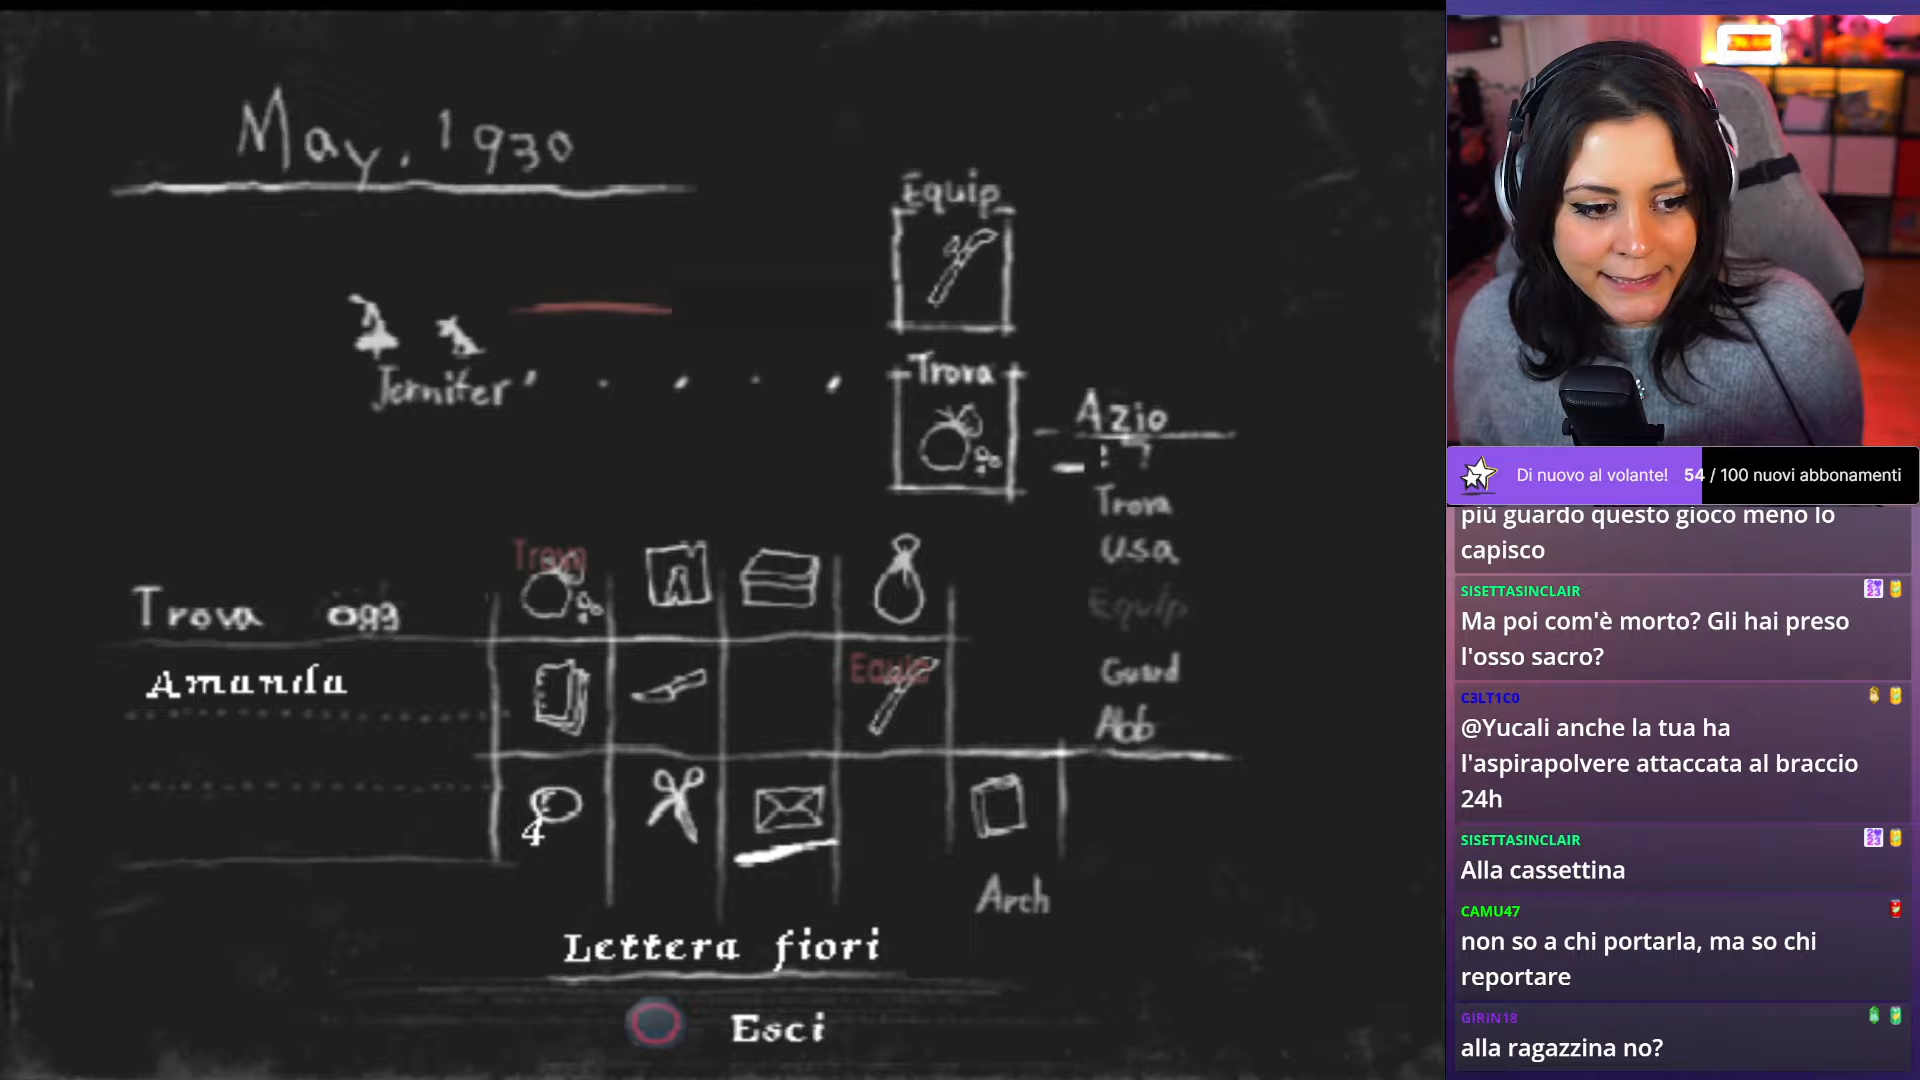 May, 1930
Equip
Jennifer
Trova
Azio
Trova
Usa
Equip
Guard
Abb
Trova
Trova ogg
Amanda
Equip
4
Arch
Lettera fiori
Esci
Di nuovo al volante! 54 / 100 nuovi abbonamenti
più guardo questo gioco meno lo
capisco
SISETTASINCLAIR
Ma poi com'è morto? Gli hai preso
l'osso sacro?
C3LT1C0
@Yucali anche la tua ha
l'aspirapolvere attaccata al braccio
24h
SISETTASINCLAIR
Alla cassettina
CAMU47
non so a chi portarla, ma so chi
reportare
GIRIN18
alla ragazzina no?